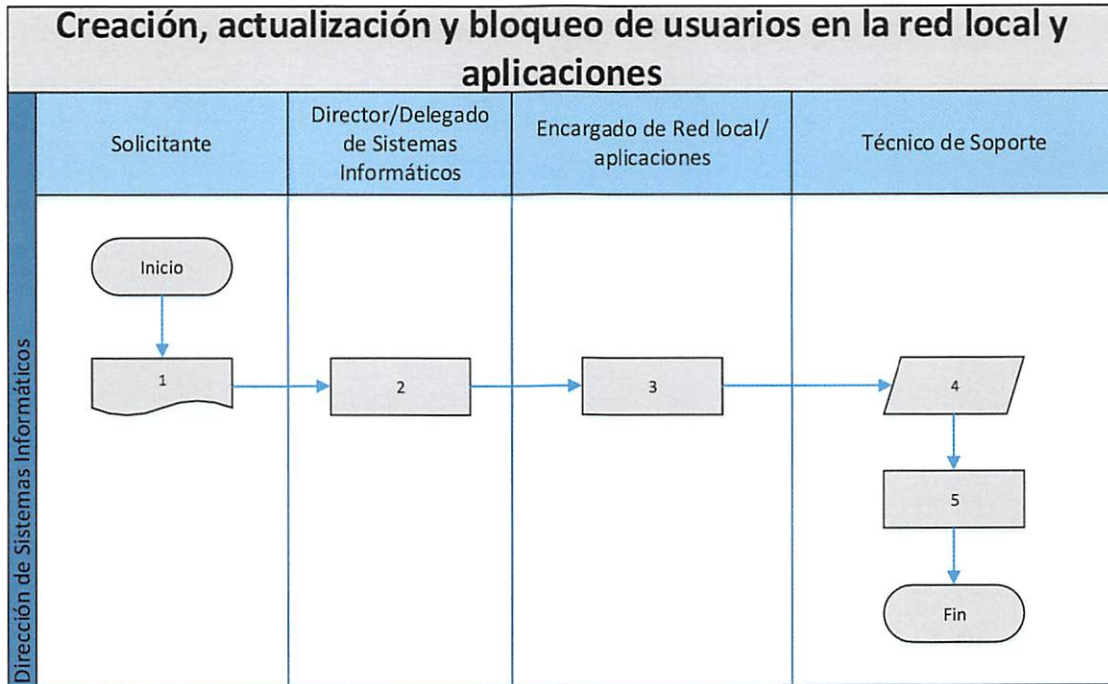 Creación, actualización y bloqueo de usuarios en la red local y
aplicaciones
Dirección de Sistemas Informáticos
Solicitante
Director/Delegado
de Sistemas
Informáticos
Encargado de Red local/
aplicaciones
Técnico de Soporte
Inicio
1
2
3
4
5
Fin